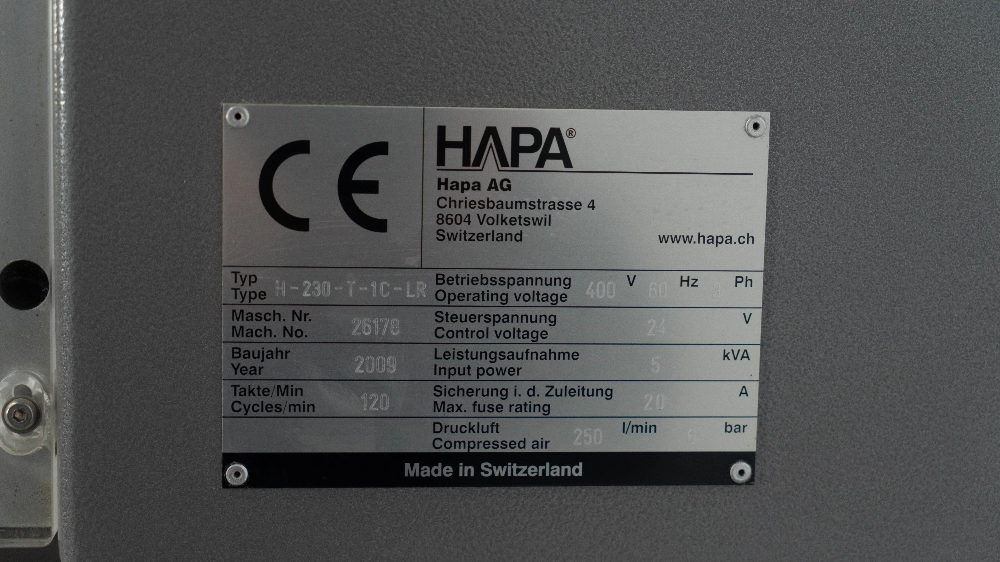 CE
HAPA®
Hapa AG
Chriesbaumstrasse 4
8604 Volketswil
Switzerland
www.hapa.ch
Typ
Type H-230-T-1C-LR
Betriebsspannung
Operating voltage 400 V 60 Hz 3 Ph
Masch. Nr.
Mach. No. 26178
Steuerspannung
Control voltage 24 V
Baujahr
Year 2009
Leistungsaufnahme
Input power 5 kVA
Takte/Min
Cycles/min 120
Sicherung i. d. Zuleitung
Max. fuse rating 20 A
Druckluft
Compressed air 250 l/min 6 bar
Made in Switzerland